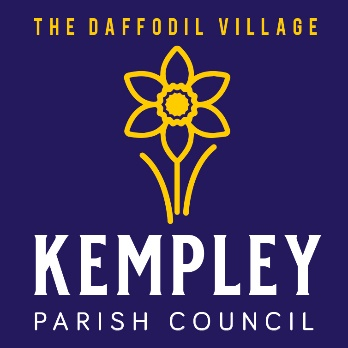 THE DAFFODIL VILLAGE
KEMPLEY
PARISH COUNCIL